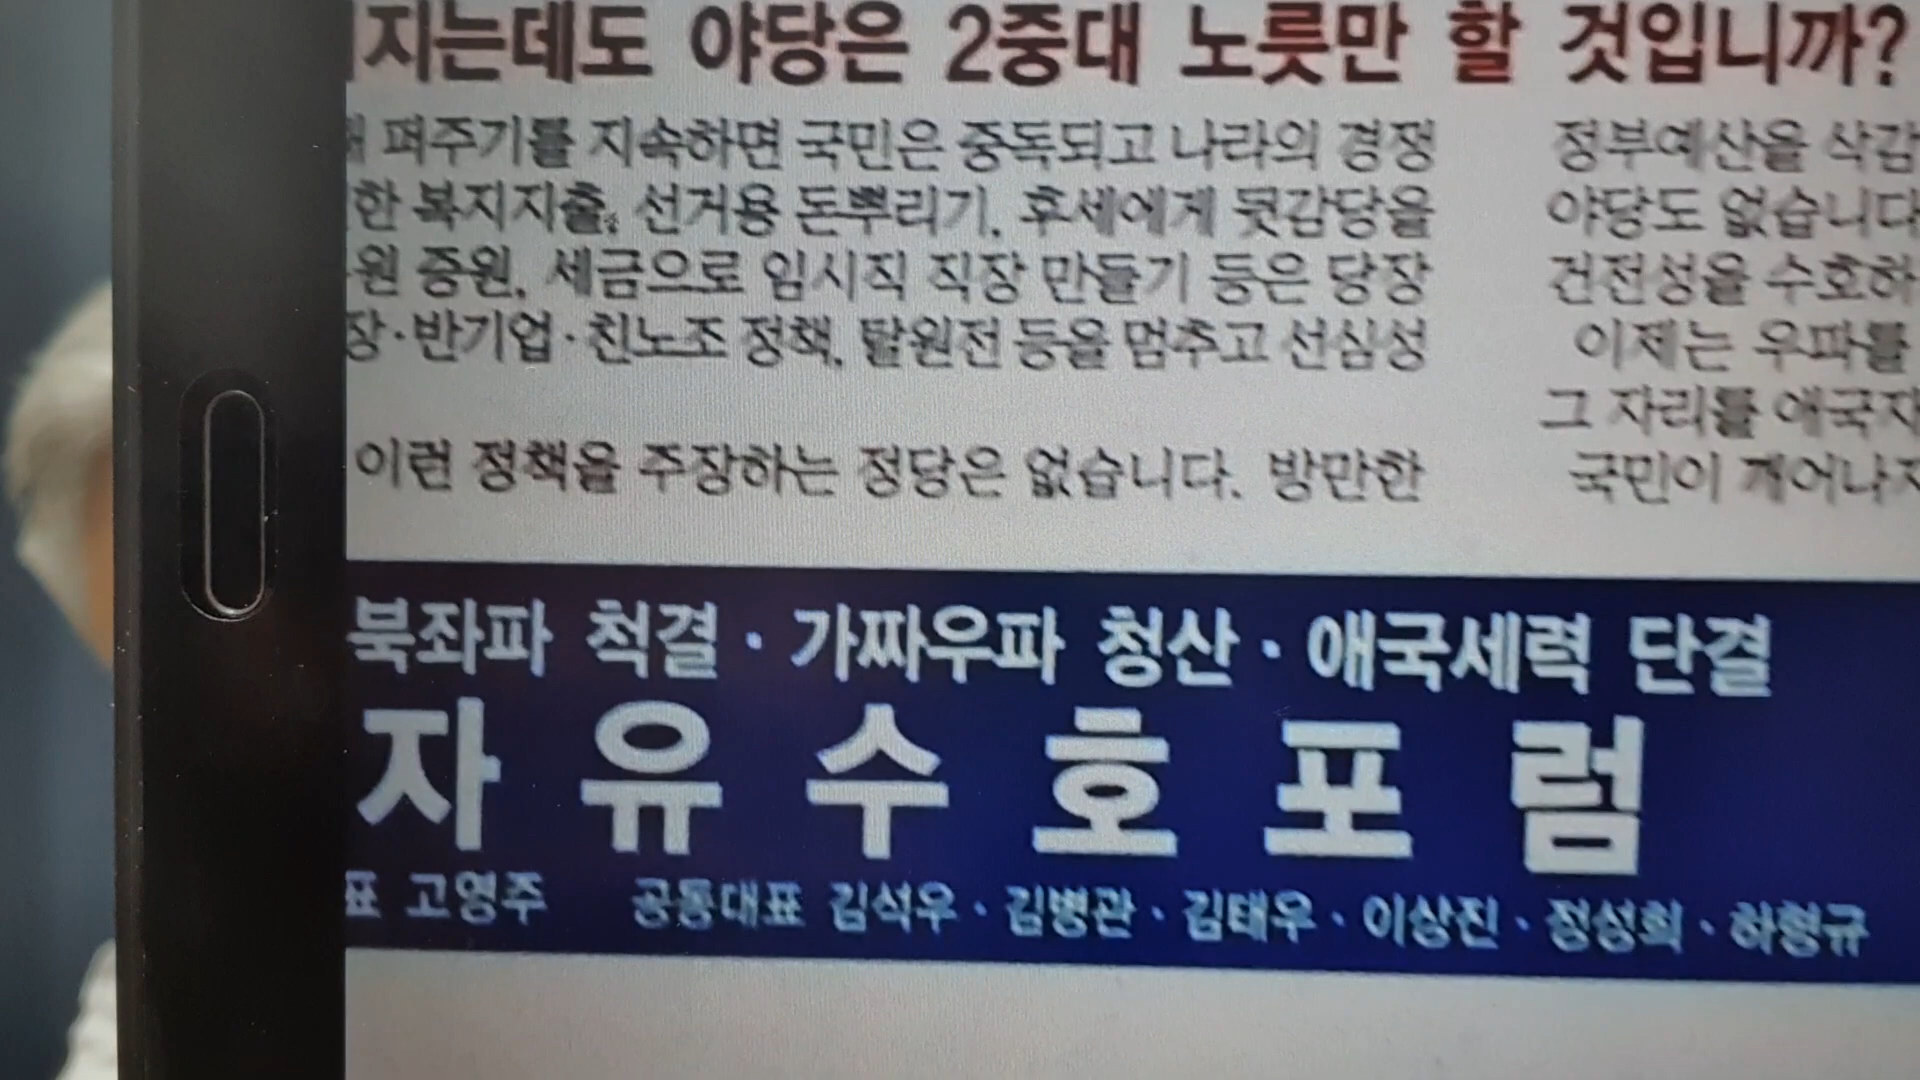 지는데도 야당은 2중대 노릇만 할 것입니까?
퍼주기를 지속하면 국민은 중독되고 나라의 경쟁
한 복지지출, 선거용 돈뿌리기, 후세에게 뒷감당을
원 증원, 세금으로 임시직 직장 만들기 등은 당장
장·반기업·친노조 정책, 탈원전 등을 멈추고 선심성
이런 정책을 주장하는 정당은 없습니다. 방만한
정부예산을 삭감
야당도 없습니다
건전성을 수호하
이제는 우파를
그 자리를 애국자
국민이 깨어나지
북좌파 척결·가짜우파 청산·애국세력 단결
자유수호포럼
표 고영주 공동대표 김석우·김병관·김태우·이상진·정성희·하형규